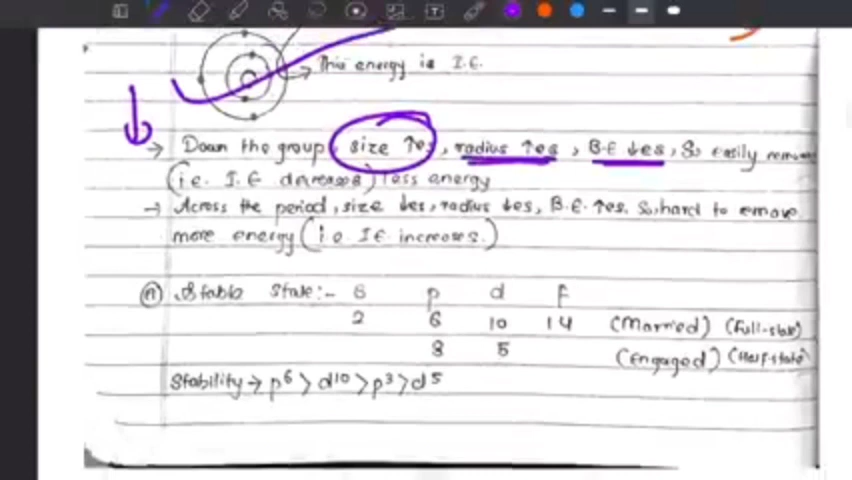 This energy is I.E.
→ Down the group, size ↑es, radius ↑es, B.E ↓es, So easily remove
(i.e. I.E decreases) less energy
→ Across the period, size ↓es, radius ↓es, B.E. ↑es. So, hard to emove
more energy (i.e IE increases.)
(n) Stable State:- S p d f
2 6 10 14 (Married) (Full-state)
3 5 (engaged) (Half-state)
Stability → p6 > d10 > p3 > d5